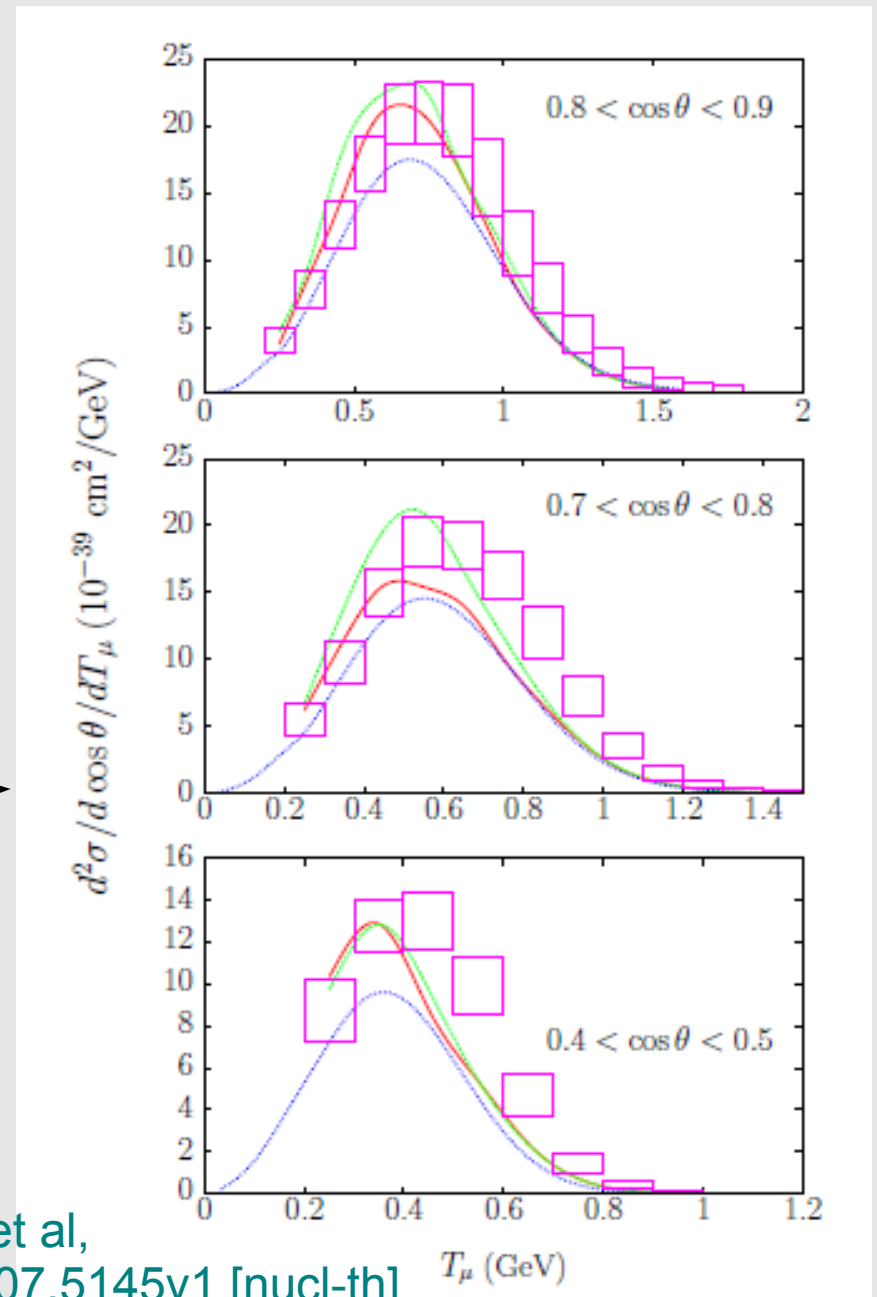 25
20
15
10
5
0
0 0.5 1 1.5 2
0.8 < cos θ < 0.9
25
20
15
10
5
0
0 0.2 0.4 0.6 0.8 1 1.2 1.4
0.7 < cos θ < 0.8
16
14
12
10
8
6
4
2
0
0 0.2 0.4 0.6 0.8 1 1.2
0.4 < cos θ < 0.5
d²σ/d cos θ/dT_μ (10⁻³⁹ cm²/GeV)
T_μ (GeV)
et al,
07.5145v1 [nucl-th]